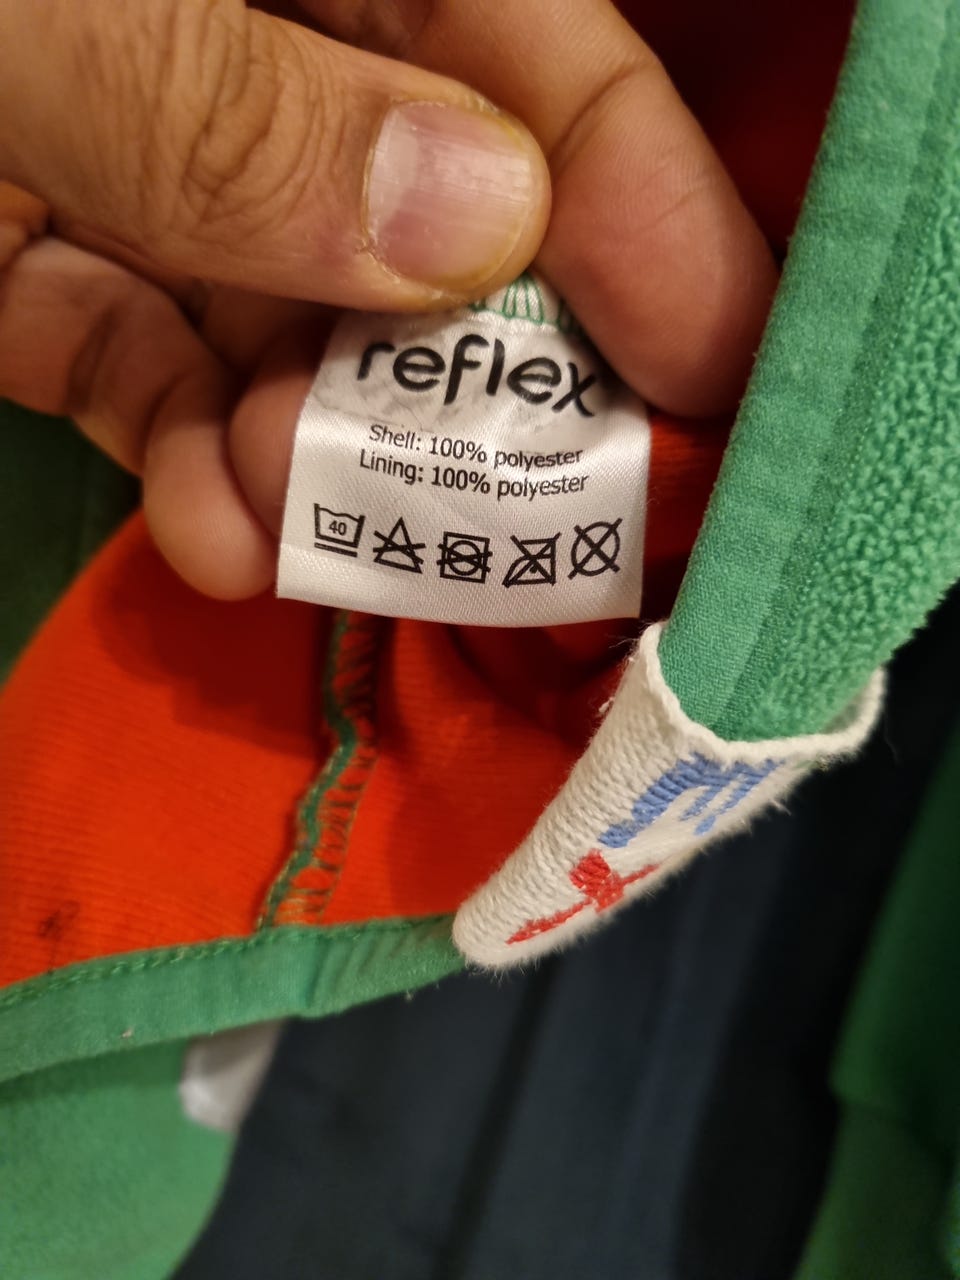 reflex
Shell: 100% polyester
Lining: 100% polyester
40